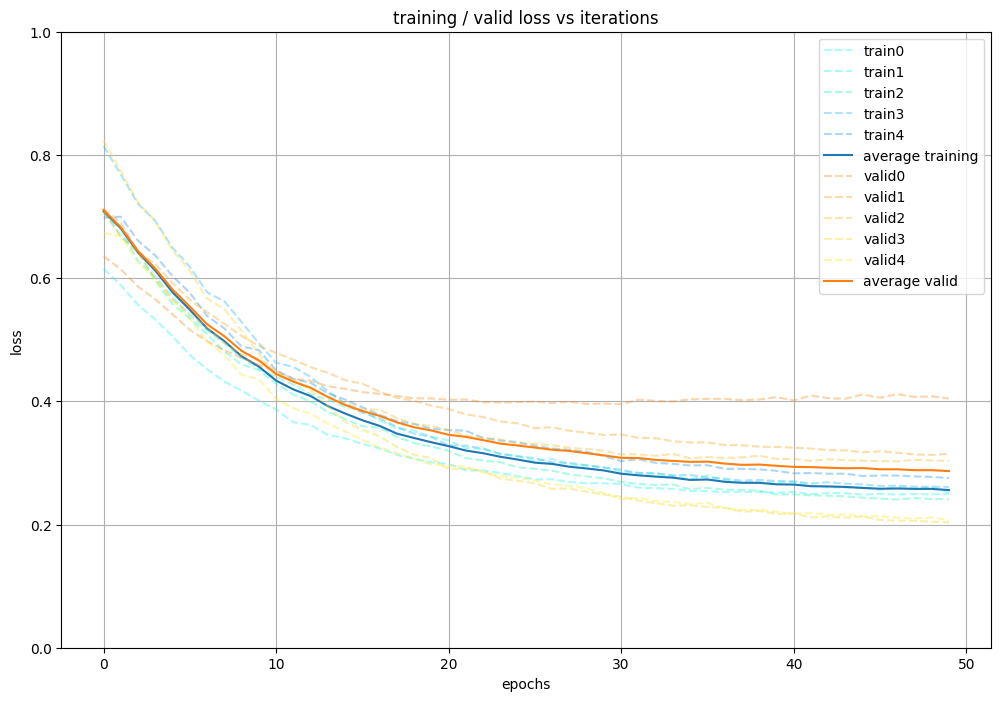 training / valid loss vs iterations
1.0
0.8
0.6
0.4
0.2
0.0
loss
train0
train1
train2
train3
train4
average training
valid0
valid1
valid2
valid3
valid4
average valid
0
10
20
30
40
50
epochs